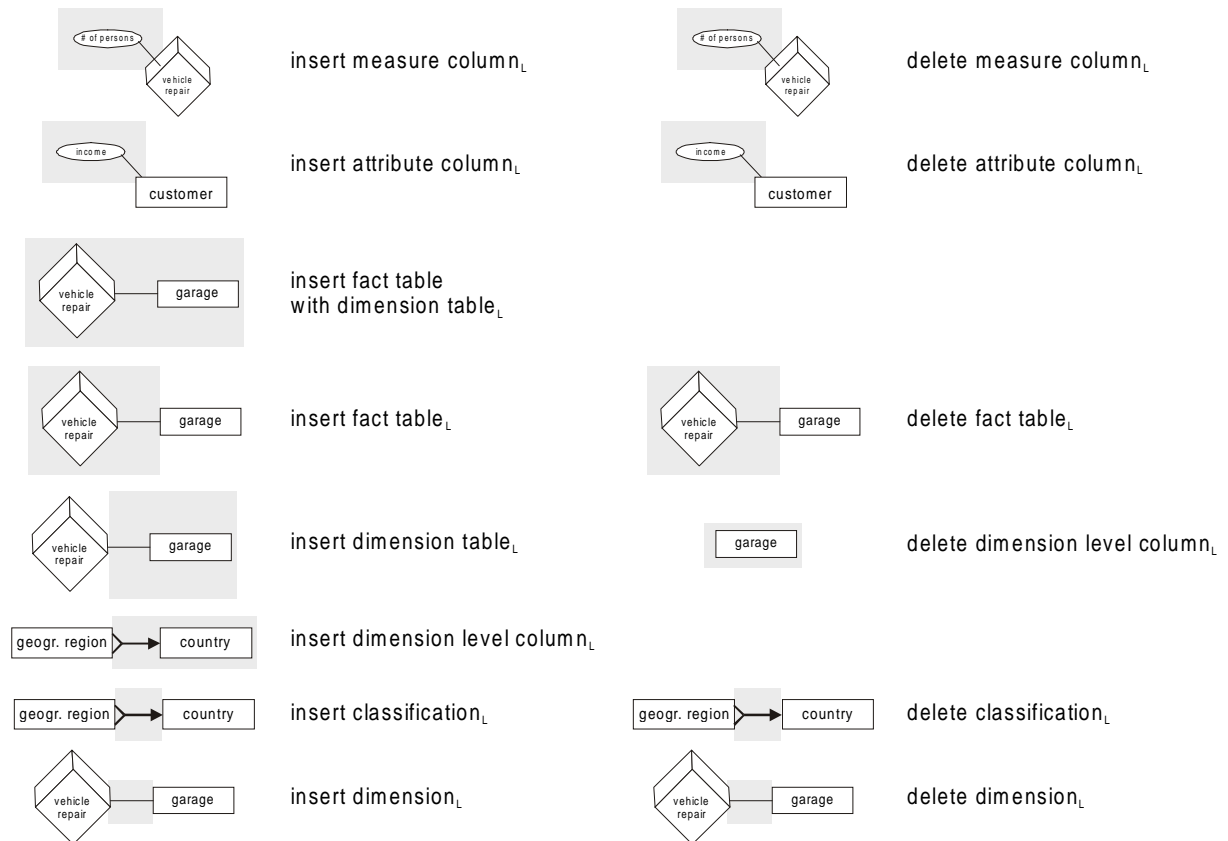 # of persons
vehicle
repair
insert measure column_L
# of persons
vehicle
repair
delete measure column_L
income
customer
insert attribute column_L
income
customer
delete attribute column_L
vehicle
repair
garage
insert fact table
with dimension table_L
vehicle
repair
garage
insert fact table_L
vehicle
repair
garage
delete fact table_L
vehicle
repair
garage
insert dimension table_L
garage
delete dimension level column_L
geogr. region
country
insert dimension level column_L
geogr. region
country
insert classification_L
geogr. region
country
delete classification_L
vehicle
repair
garage
insert dimension_L
vehicle
repair
garage
delete dimension_L